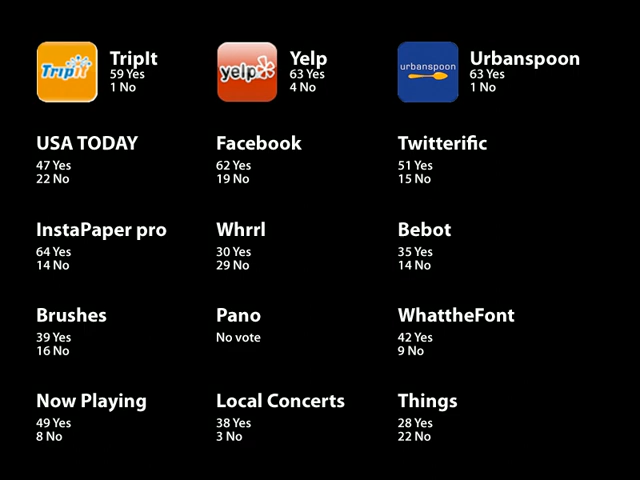 TripIt
TripIt
59 Yes
1 No
yelp
Yelp
63 Yes
4 No
urbanspoon
Urbanspoon
63 Yes
1 No
USA TODAY
47 Yes
22 No
Facebook
62 Yes
19 No
Twitterific
51 Yes
15 No
InstaPaper pro
64 Yes
14 No
Whrrl
30 Yes
29 No
Bebot
35 Yes
14 No
Brushes
39 Yes
16 No
Pano
No vote
WhattheFont
42 Yes
9 No
Now Playing
49 Yes
8 No
Local Concerts
38 Yes
3 No
Things
28 Yes
22 No